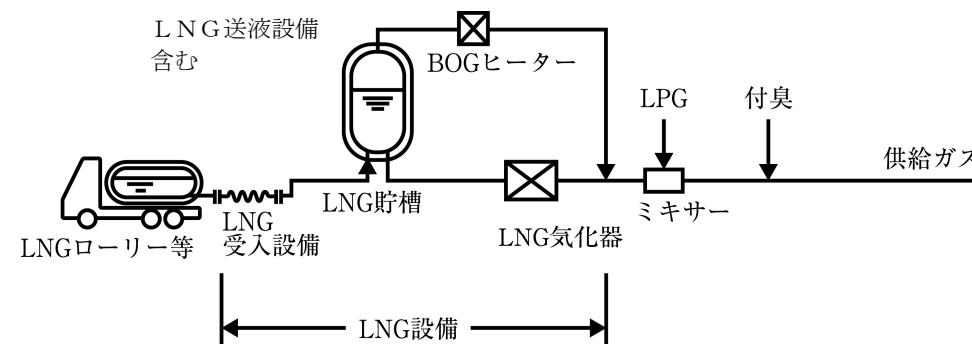 ＬＮＧ送液設備
含む
BOGヒーター
LPG
付臭
供給ガス
LNG貯槽
ミキサー
LNG
受入設備
LNGローリー等
LNG気化器
LNG設備